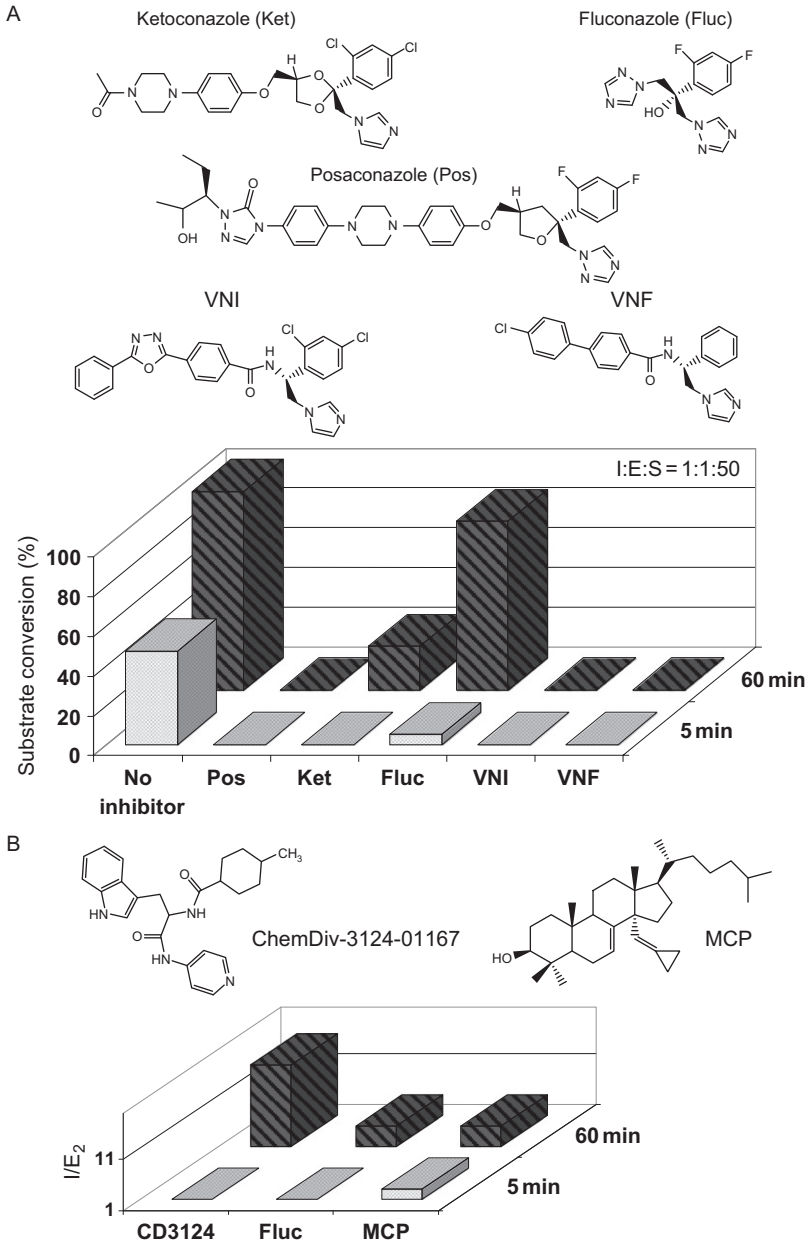 A
Ketoconazole (Ket)
Fluconazole (Fluc)
Cl
Cl
F
F
O
N
N
O
O
O
N
N
N
N
N
HO
N
N
N
Posaconazole (Pos)
F
F
O
H
OH
N
N
N
N
N
O
O
N
N
N
VNI
VNF
N
N
O
H
N
O
Cl
Cl
N
N
Cl
H
N
O
N
N
I:E:S = 1:1:50
Substrate conversion (%)
100
80
60
40
20
0
60 min
5 min
No inhibitor
Pos
Ket
Fluc
VNI
VNF
B
CH3
O
HN
NH
O
HN
N
ChemDiv-3124-01167
HO
MCP
I/E2
11
1
60 min
5 min
CD3124
Fluc
MCP